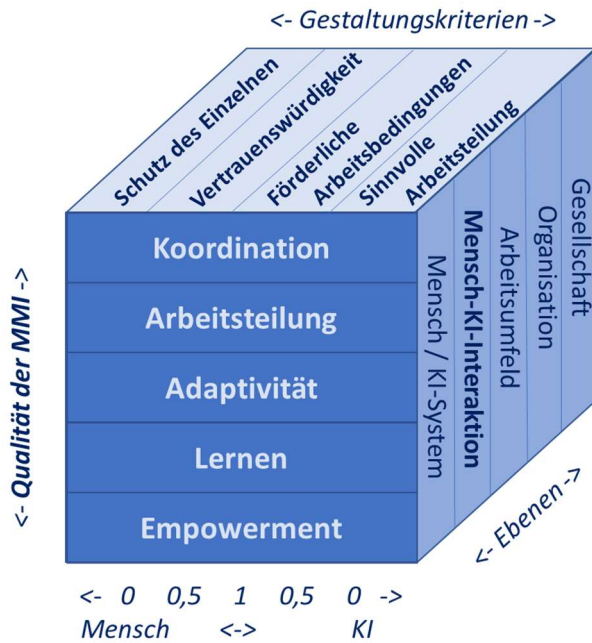 <- Gestaltungskriterien ->
Schutz des Einzelnen
Vertrauenswürdigkeit
Förderliche
Arbeitsbedingungen
Sinnvolle
Arbeitsteilung
<- Qualität der MMI ->
Koordination
Arbeitsteilung
Adaptivität
Lernen
Empowerment
Mensch / KI-System
Mensch-KI-Interaktion
Arbeitsumfeld
Organisation
Gesellschaft
<- Ebenen ->
<- 0 0,5 1 0,5 0 ->
Mensch <-> KI